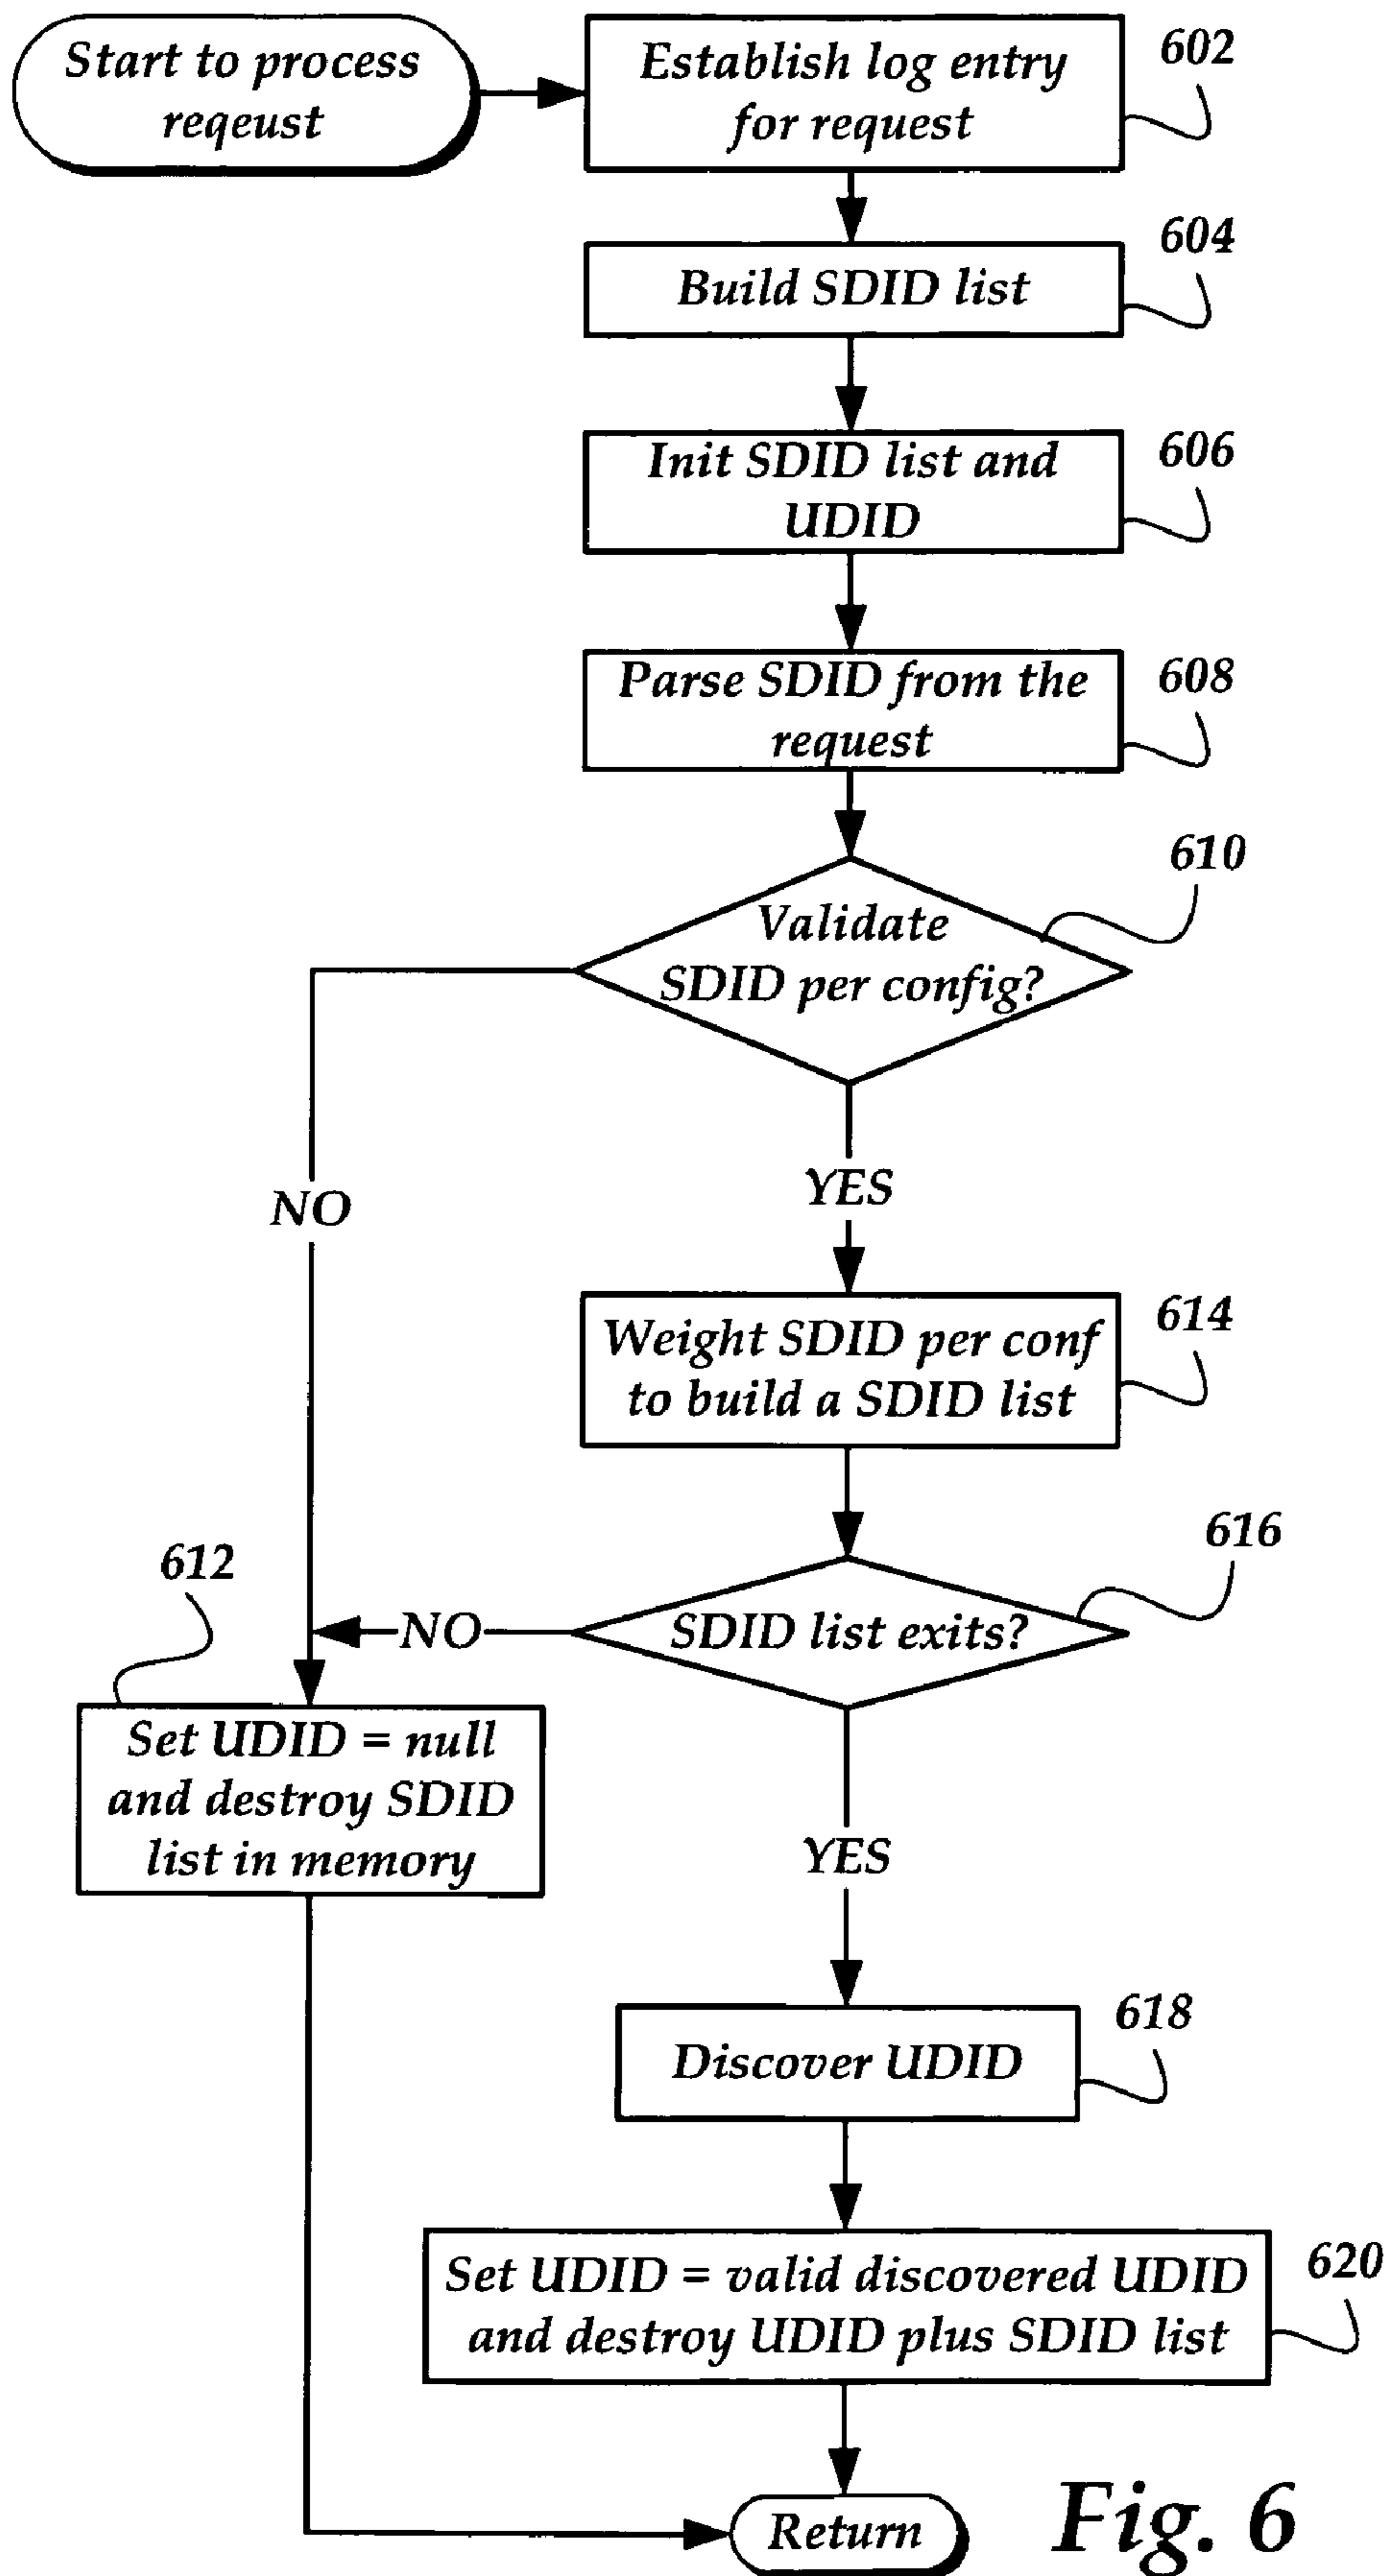 Start to process
reqeust
Establish log entry
for request
602
Build SDID list
604
Init SDID list and
UDID
606
Parse SDID from the
request
608
Validate
SDID per config?
610
NO
YES
Weight SDID per conf
to build a SDID list
614
SDID list exits?
616
NO
612
Set UDID = null
and destroy SDID
list in memory
YES
Discover UDID
618
Set UDID = valid discovered UDID
and destroy UDID plus SDID list
620
Return
Fig. 6